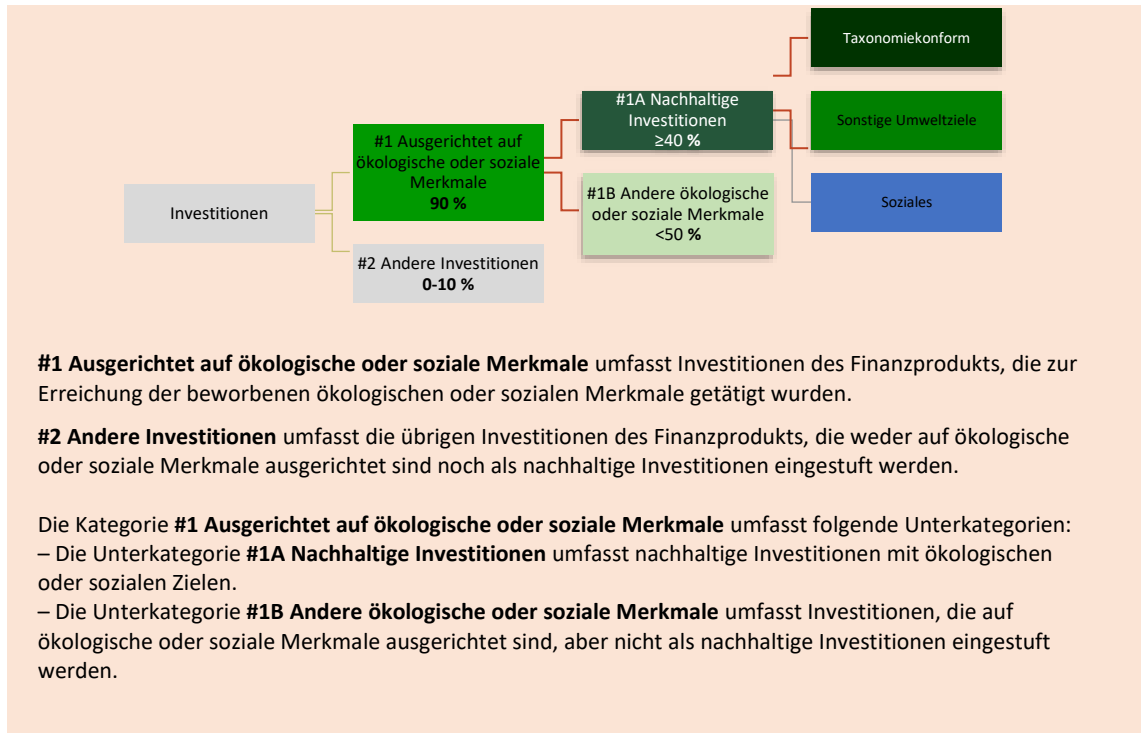 Taxonomiekonform
#1A Nachhaltige
Investitionen
≥40 %
Sonstige Umweltziele
#1 Ausgerichtet auf
ökologische oder soziale
Merkmale
90 %
#1B Andere ökologische
oder soziale Merkmale
<50 %
Soziales
Investitionen
#2 Andere Investitionen
0-10 %
#1 Ausgerichtet auf ökologische oder soziale Merkmale umfasst Investitionen des Finanzprodukts, die zur
Erreichung der beworbenen ökologischen oder sozialen Merkmale getätigt wurden.
#2 Andere Investitionen umfasst die übrigen Investitionen des Finanzprodukts, die weder auf ökologische
oder soziale Merkmale ausgerichtet sind noch als nachhaltige Investitionen eingestuft werden.
Die Kategorie #1 Ausgerichtet auf ökologische oder soziale Merkmale umfasst folgende Unterkategorien:
– Die Unterkategorie #1A Nachhaltige Investitionen umfasst nachhaltige Investitionen mit ökologischen
oder sozialen Zielen.
– Die Unterkategorie #1B Andere ökologische oder soziale Merkmale umfasst Investitionen, die auf
ökologische oder soziale Merkmale ausgerichtet sind, aber nicht als nachhaltige Investitionen eingestuft
werden.